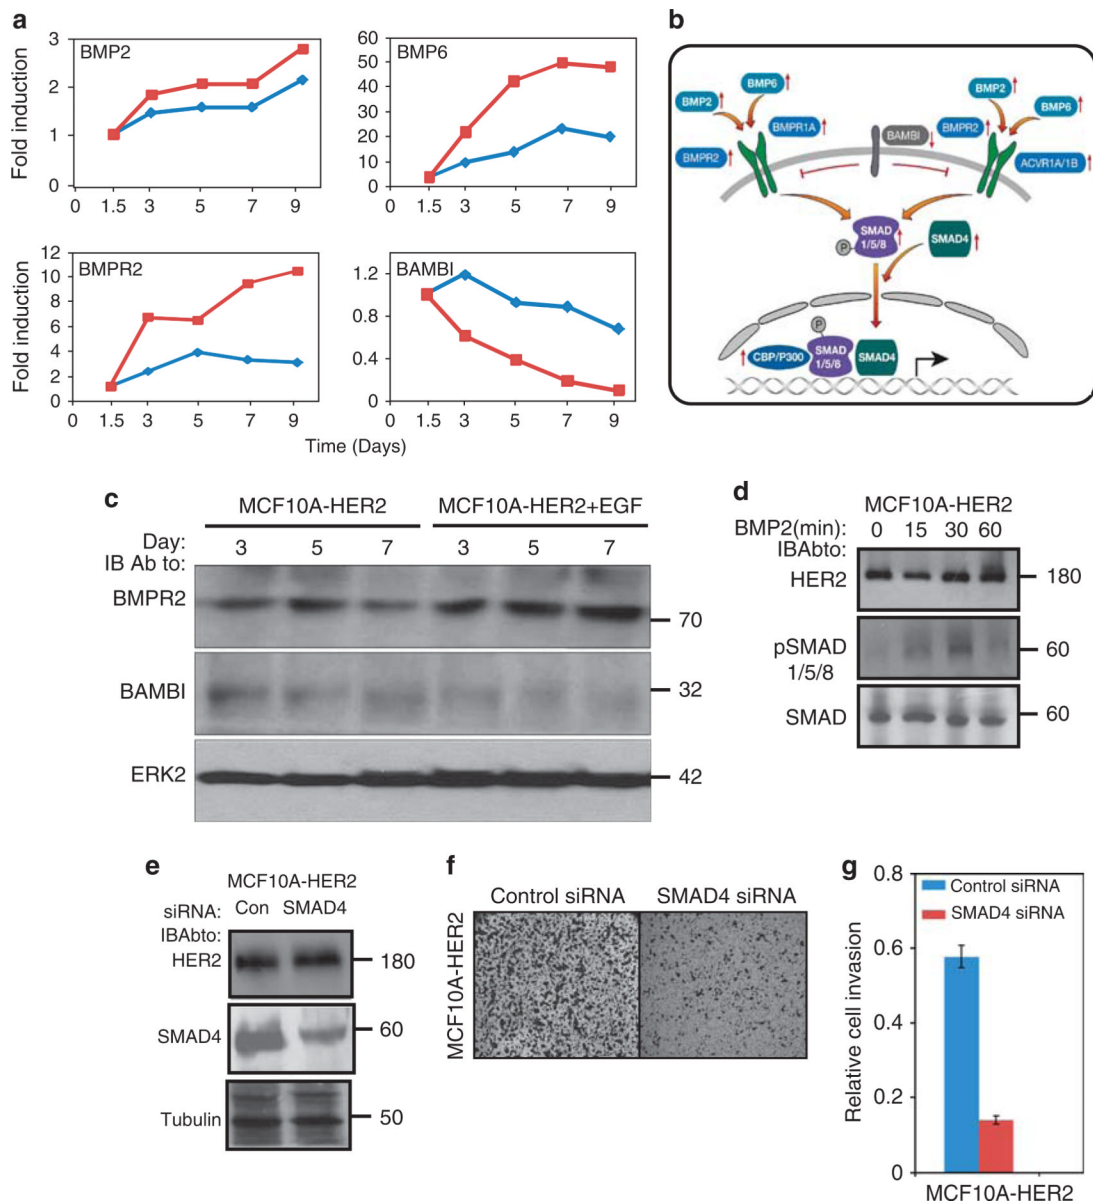 a
BMP2
Fold induction
3
2
1
0
0 1.5 3 5 7 9
BMP6
60
50
40
30
20
10
0
0 1.5 3 5 7 9
BMPR2
Fold induction
12
10
8
6
4
2
0
0 1.5 3 5 7 9
BAMBI
1.2
0.8
0.4
0
0 1.5 3 5 7 9
Time (Days)
b
BMP2
BMP6
BMPR1A
BMPR2
BAMBI
BMP2
BMP6
BMPR2
ACVR1A/1B
P
SMAD
1/5/8
SMAD4
P
CBP/P300
SMAD
1/5/8
SMAD4
c
MCF10A-HER2 MCF10A-HER2+EGF
Day: 3 5 7 3 5 7
IB Ab to:
BMPR2
70
BAMBI 32
ERK2 42
d
MCF10A-HER2
BMP2(min): 0 15 30 60
IBAbto:
HER2 180
pSMAD 60
1/5/8
SMAD 60
e
MCF10A-HER2
siRNA: Con SMAD4
IBAbto:
HER2 180
SMAD4 60
Tubulin 50
f
Control siRNA SMAD4 siRNA
MCF10A-HER2
g
Relative cell invasion
0.8
0.6
0.4
0.2
0
Control siRNA
SMAD4 siRNA
MCF10A-HER2